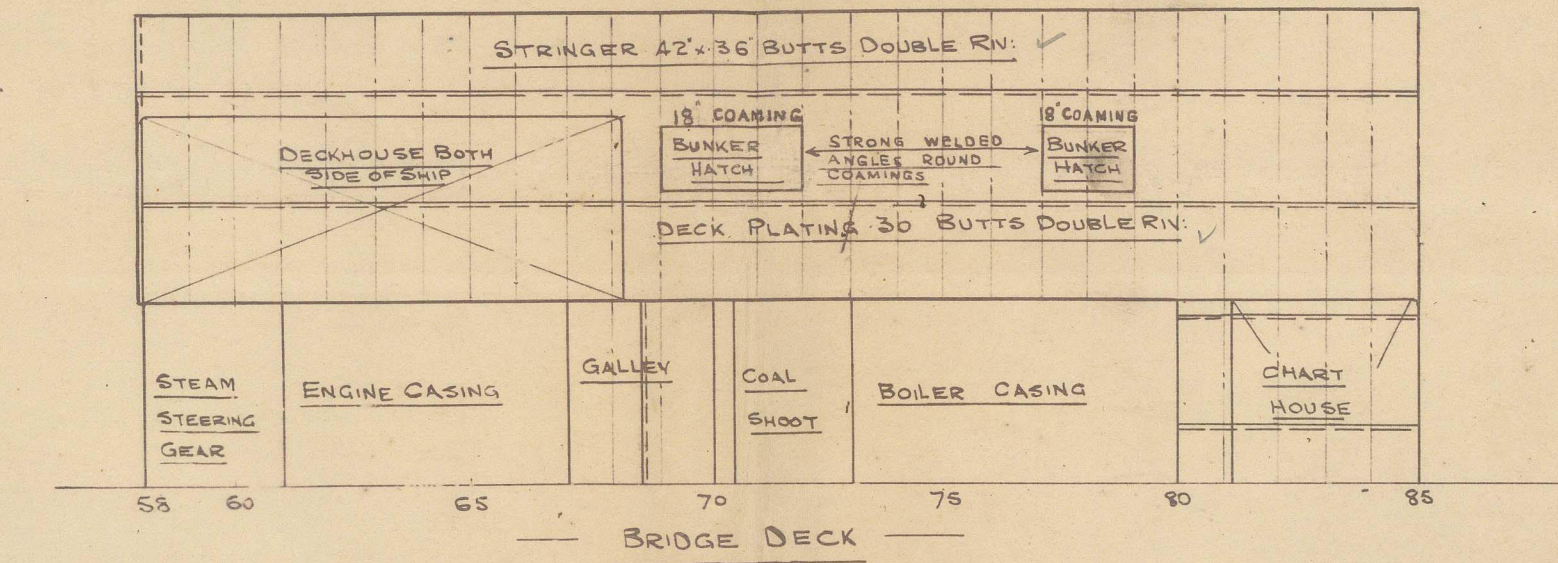 STRINGER 42"x.36" BUTTS DOUBLE RIV:
18" COAMING
18" COAMING
DECKHOUSE BOTH
SIDE OF SHIP
BUNKER
HATCH
STRONG WELDED
ANGLES ROUND
COAMINGS
BUNKER
HATCH
DECK PLATING .36 BUTTS DOUBLE RIV:
STEAM
STEERING
GEAR
ENGINE CASING
GALLEY
COAL
SHOOT
BOILER CASING
CHART
HOUSE
58 60 65 70 75 80 85
BRIDGE DECK